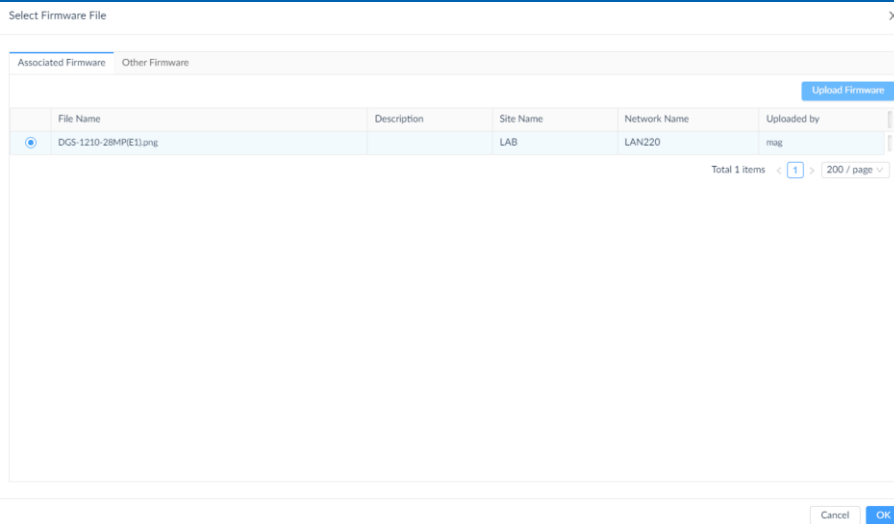 Select Firmware File
Associated Firmware Other Firmware
Upload Firmware
File Name Description Site Name Network Name Uploaded by
DGS-1210-28MP(E1).png LAB LAN220 mag
Total 1 items < 1 > 200 / page
Cancel OK